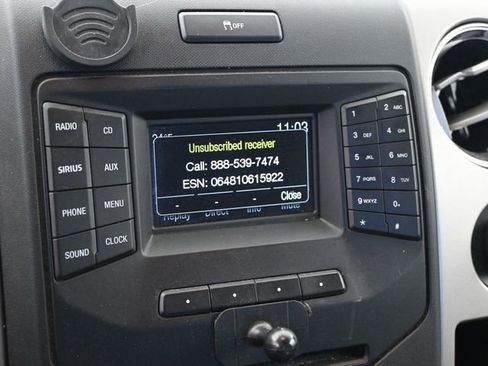 OFF
11:03
Unsubscribed receiver
Call: 888-539-7474
ESN: 064810615922
- - - Close
Replay Direct Info Mute
RADIO CD
SIRIUS AUX
PHONE MENU
SOUND CLOCK
1 2 ABC
3 DEF 4 GHI
5 JKL 6 MNO
7 PQRS 8 TUV
9 WXYZ 0
* #